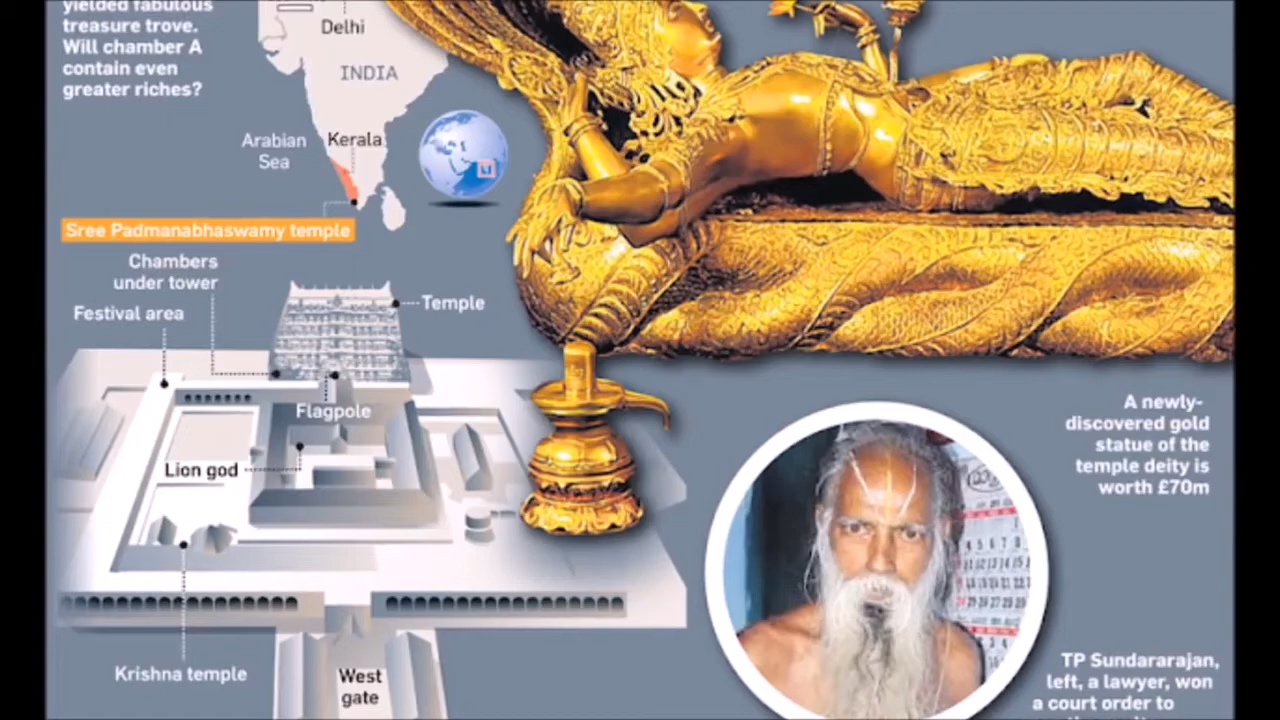 yielded fabulous
treasure trove.
Will chamber A
contain even
greater riches?
Delhi
INDIA
Arabian
Sea
Kerala
Sree Padmanabhaswamy temple
Chambers
under tower
Festival area
Temple
Flagpole
Lion god
Krishna temple
West
gate
A newly-
discovered gold
statue of the
temple deity is
worth £70m
TP Sundararajan,
left, a lawyer, won
a court order to